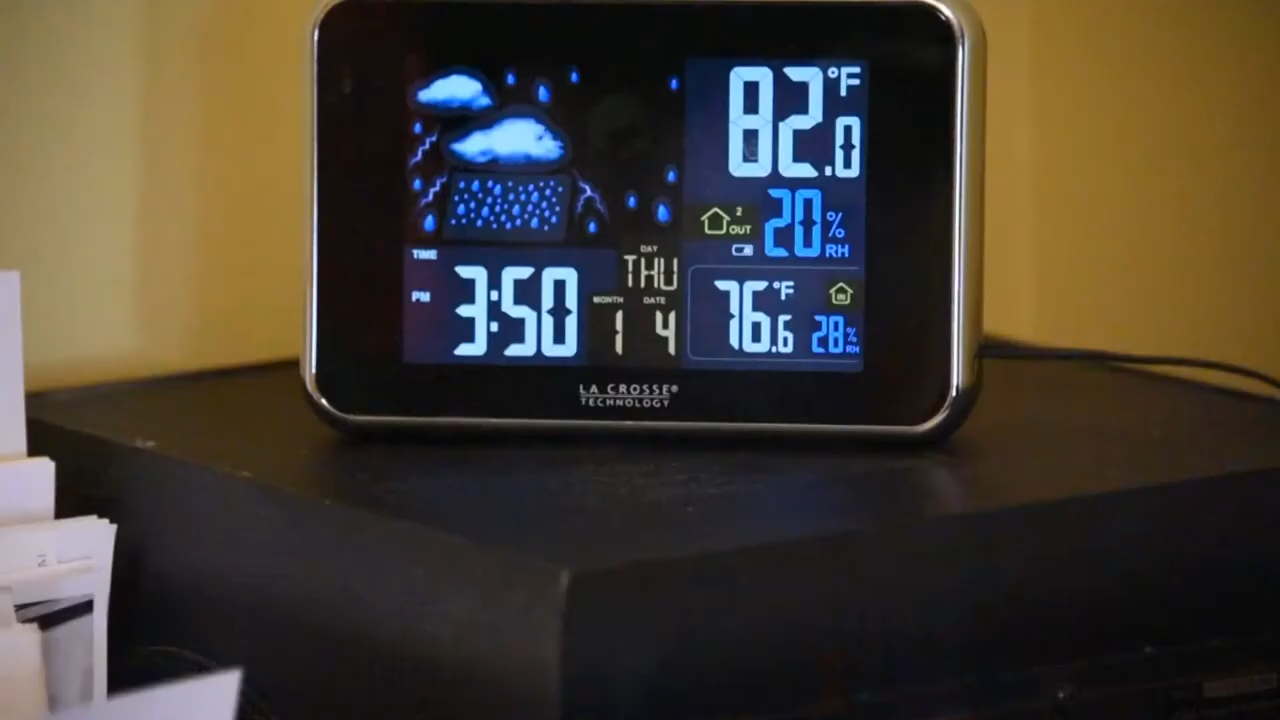 82.0 °F
2
OUT
20 % RH
TIME
PM 3:50
DAY
THU
MONTH DATE
1 4
76.6 °F
IN
28 % RH
LA CROSSE®
TECHNOLOGY